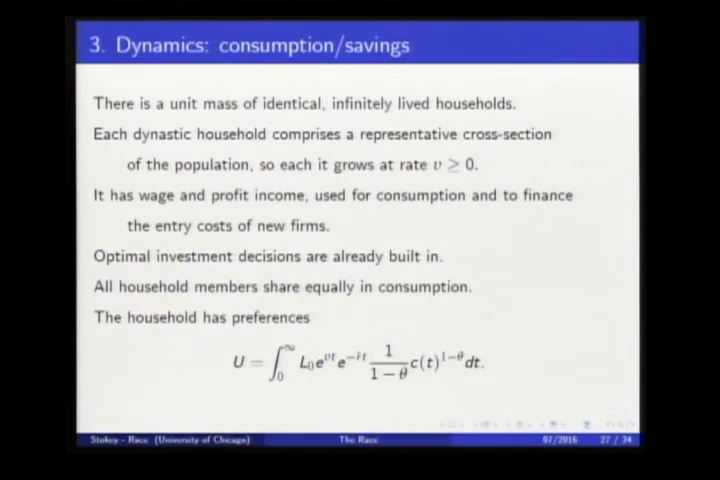 3. Dynamics: consumption/savings
There is a unit mass of identical, infinitely lived households.
Each dynastic household comprises a representative cross-section
of the population, so each it grows at rate υ ≥ 0.
It has wage and profit income, used for consumption and to finance
the entry costs of new firms.
Optimal investment decisions are already built in.
All household members share equally in consumption.
The household has preferences
U = ∫₀^∞ L₀e^{υt}e^{-r̂t} 1/(1−θ) c(t)^{1−θ}dt.
Stokey - Race (University of Chicago) The Race 07/2016 27 / 34